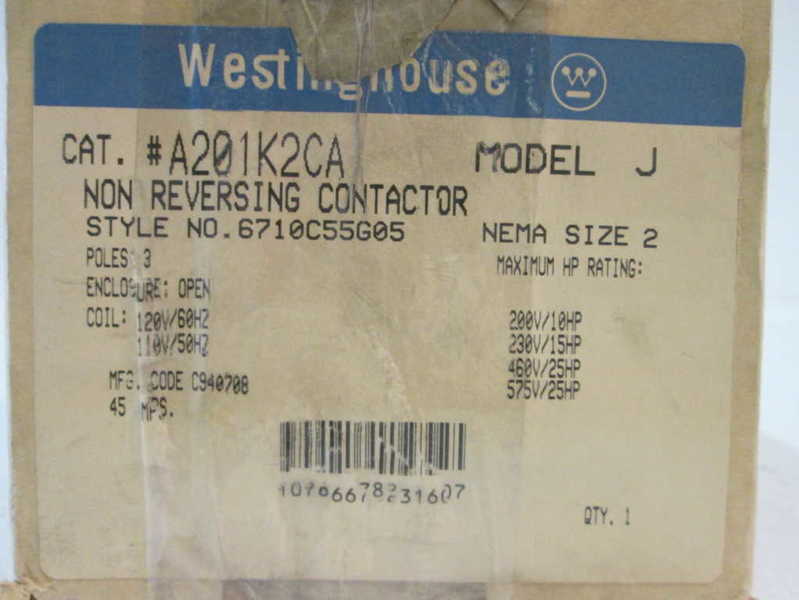 Westinghouse
CAT. #A201K2CA MODEL J
NON REVERSING CONTACTOR
STYLE NO.6710C55G05 NEMA SIZE 2
POLES: 3 MAXIMUM HP RATING:
ENCLOSURE: OPEN
COIL: 120V/60HZ 200V/10HP
110V/50HZ 230V/15HP
460V/25HP
MFG. CODE C940708 575V/25HP
45 MPS.
QTY. 1